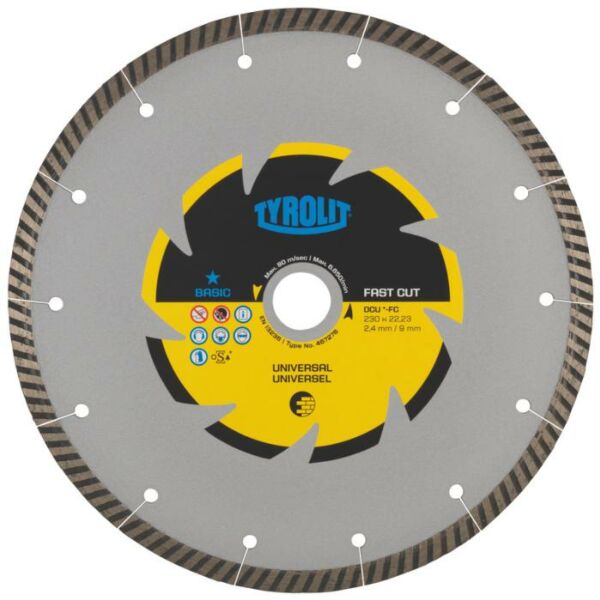 TYROLIT
Max. 80 m/sec / Max. 6.650/min
BASIC
FAST CUT
DCU *-FC
230 x 22,23
2,4 mm / 9 mm
EN 13236 | Type No. 467276
oSa
UNIVERSAL
UNIVERSEL